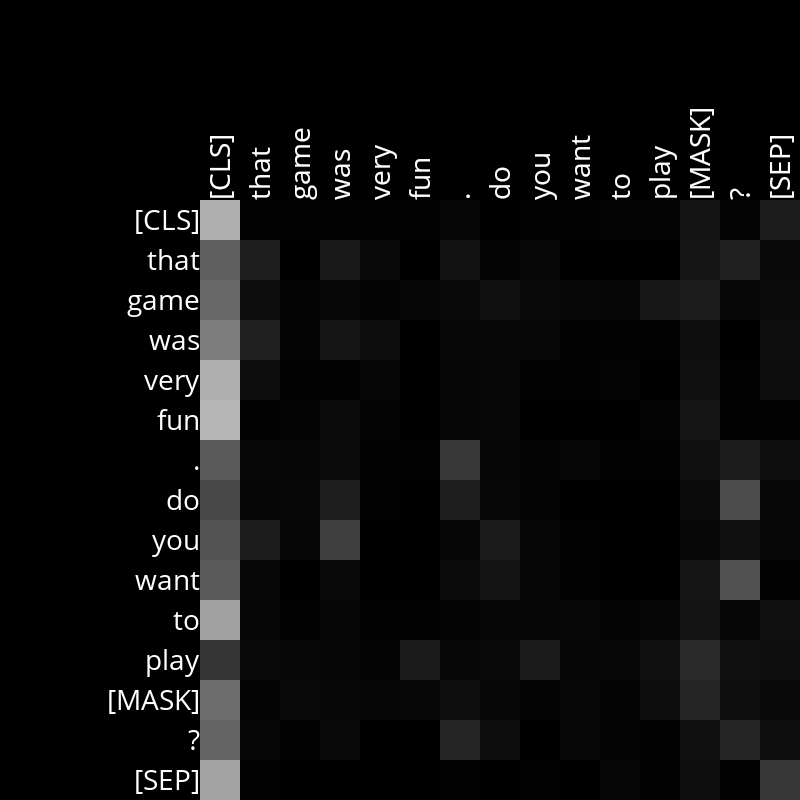 [CLS] that game was very fun . do you want to play [MASK] ? [SEP]
[CLS]
that
game
was
very
fun
.
do
you
want
to
play
[MASK]
?
[SEP]